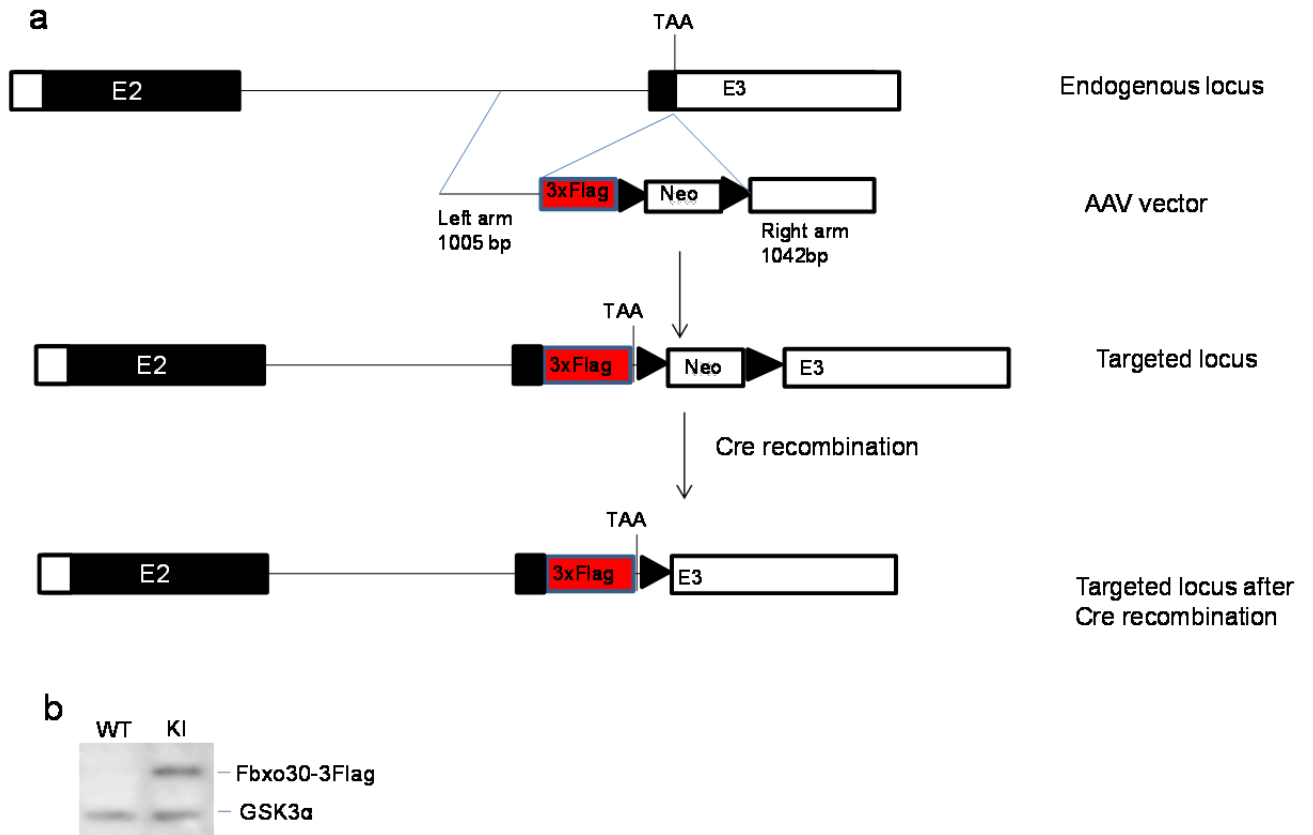 a
TAA
E2
E3
Endogenous locus
3xFlag
Neo
AAV vector
Left arm
1005 bp
Right arm
1042bp
TAA
E2
3xFlag
Neo
E3
Targeted locus
Cre recombination
TAA
E2
3xFlag
E3
Targeted locus after
Cre recombination
b
WT KI
Fbxo30-3Flag
GSK3α